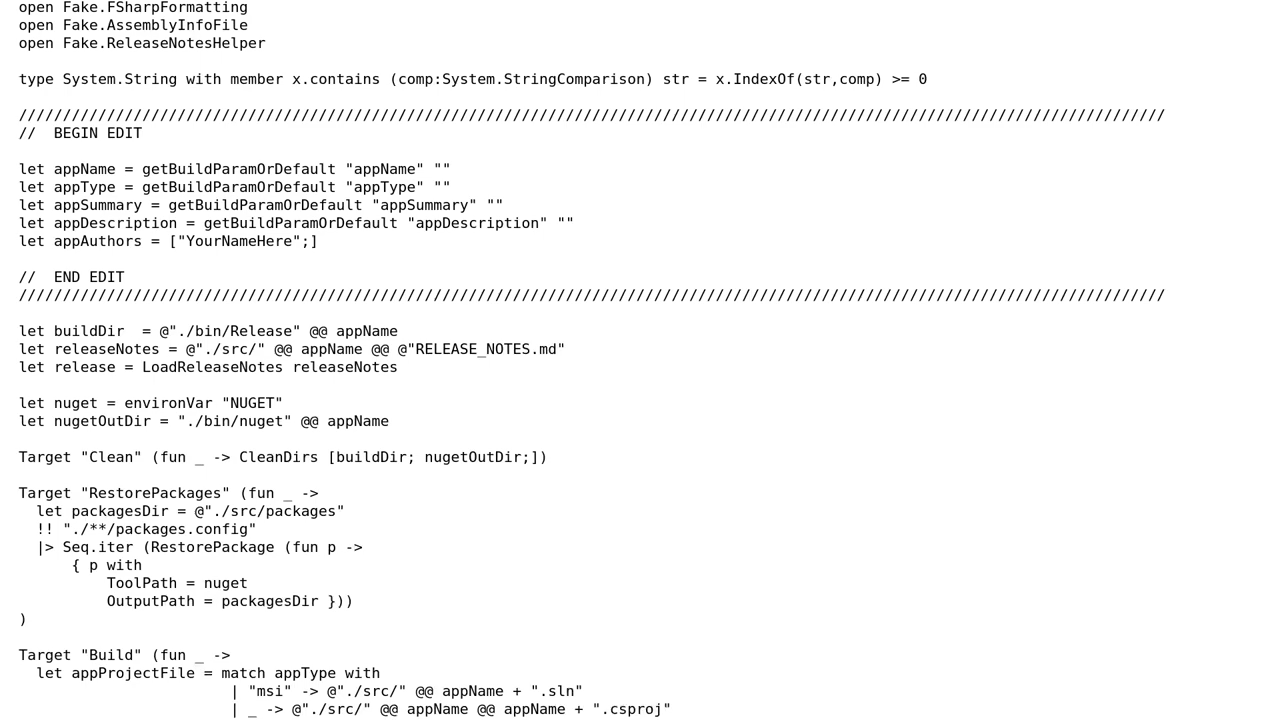 open Fake.FSharpFormatting
open Fake.AssemblyInfoFile
open Fake.ReleaseNotesHelper

type System.String with member x.contains (comp:System.StringComparison) str = x.IndexOf(str,comp) >= 0

//////////////////////////////////////////////////////////////////////////////////////////////////////////////////////////////////
//  BEGIN EDIT

let appName = getBuildParamOrDefault "appName" ""
let appType = getBuildParamOrDefault "appType" ""
let appSummary = getBuildParamOrDefault "appSummary" ""
let appDescription = getBuildParamOrDefault "appDescription" ""
let appAuthors = ["YourNameHere";]

//  END EDIT
//////////////////////////////////////////////////////////////////////////////////////////////////////////////////////////////////

let buildDir  = @"./bin/Release" @@ appName
let releaseNotes = @"./src/" @@ appName @@ @"RELEASE_NOTES.md"
let release = LoadReleaseNotes releaseNotes

let nuget = environVar "NUGET"
let nugetOutDir = "./bin/nuget" @@ appName

Target "Clean" (fun _ -> CleanDirs [buildDir; nugetOutDir;])

Target "RestorePackages" (fun _ ->
  let packagesDir = @"./src/packages"
  !! "./**/packages.config"
  |> Seq.iter (RestorePackage (fun p ->
      { p with
          ToolPath = nuget
          OutputPath = packagesDir }))
)

Target "Build" (fun _ ->
  let appProjectFile = match appType with
                        | "msi" -> @"./src/" @@ appName + ".sln"
                        | _ -> @"./src/" @@ appName @@ appName + ".csproj"